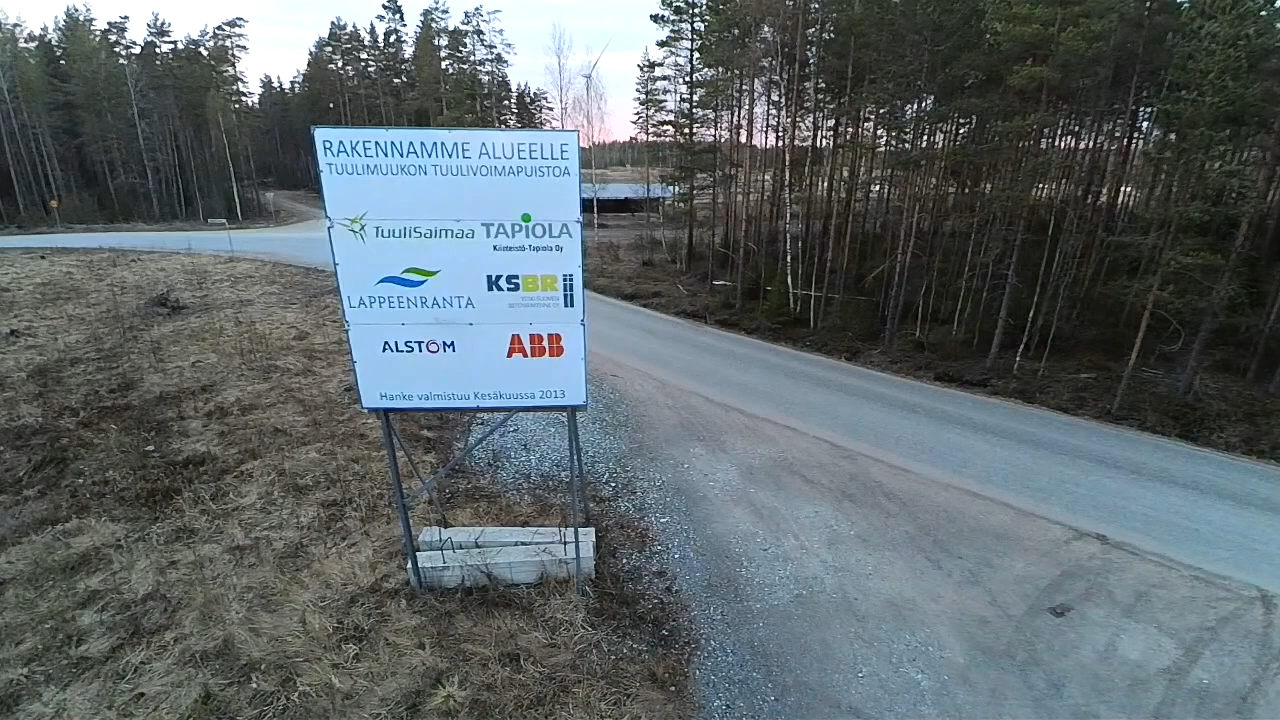 RAKENNAMME ALUEELLE
TUULIMUUKON TUULIVOIMAPUISTOA
TuuliSaimaa
TAPIOLA
Kiinteistö-Tapiola Oy
LAPPEENRANTA
KSBR
ALSTOM
ABB
Hanke valmistuu Kesäkuussa 2013